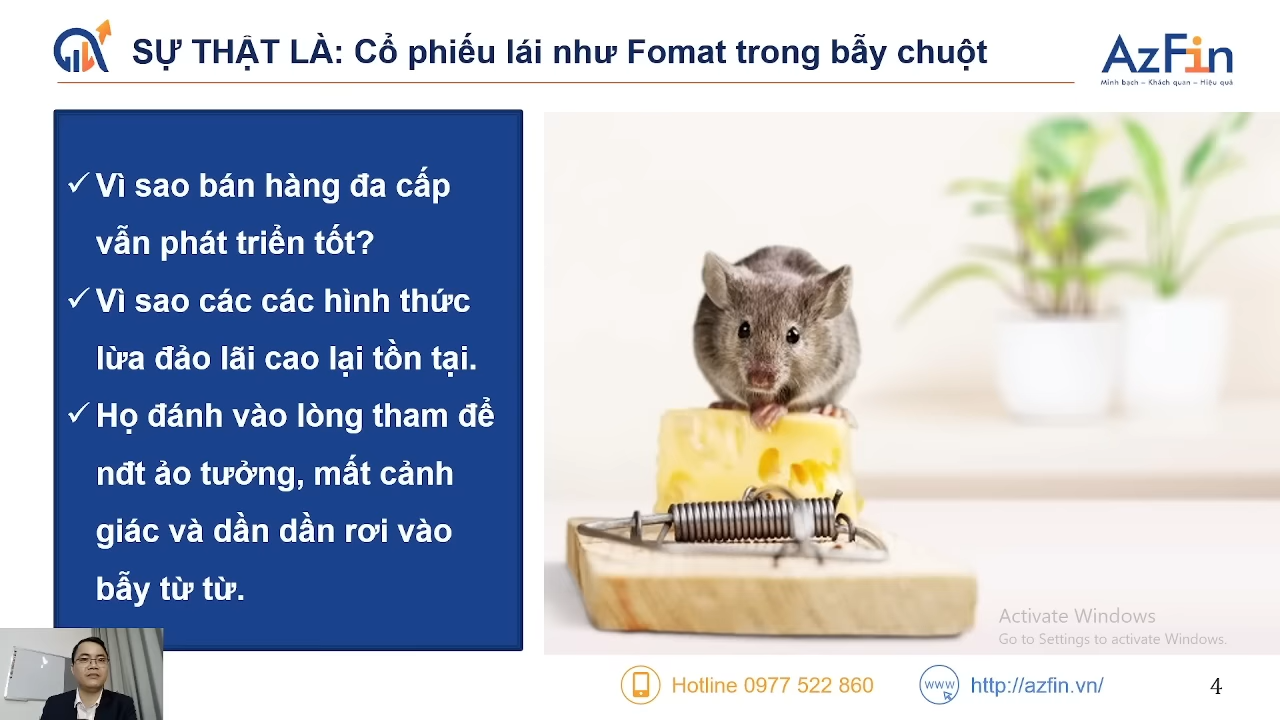 SỰ THẬT LÀ: Cổ phiếu lái như Fomat trong bẫy chuột
AzFin
Minh bạch – Khách quan – Hiệu quả
✓ Vì sao bán hàng đa cấp
vẫn phát triển tốt?
✓ Vì sao các các hình thức
lừa đảo lãi cao lại tồn tại.
✓ Họ đánh vào lòng tham để
nđt ảo tưởng, mất cảnh
giác và dần dần rơi vào
bẫy từ từ.
Activate Windows
Go to Settings to activate Windows.
Hotline 0977 522 860
www
http://azfin.vn/
4